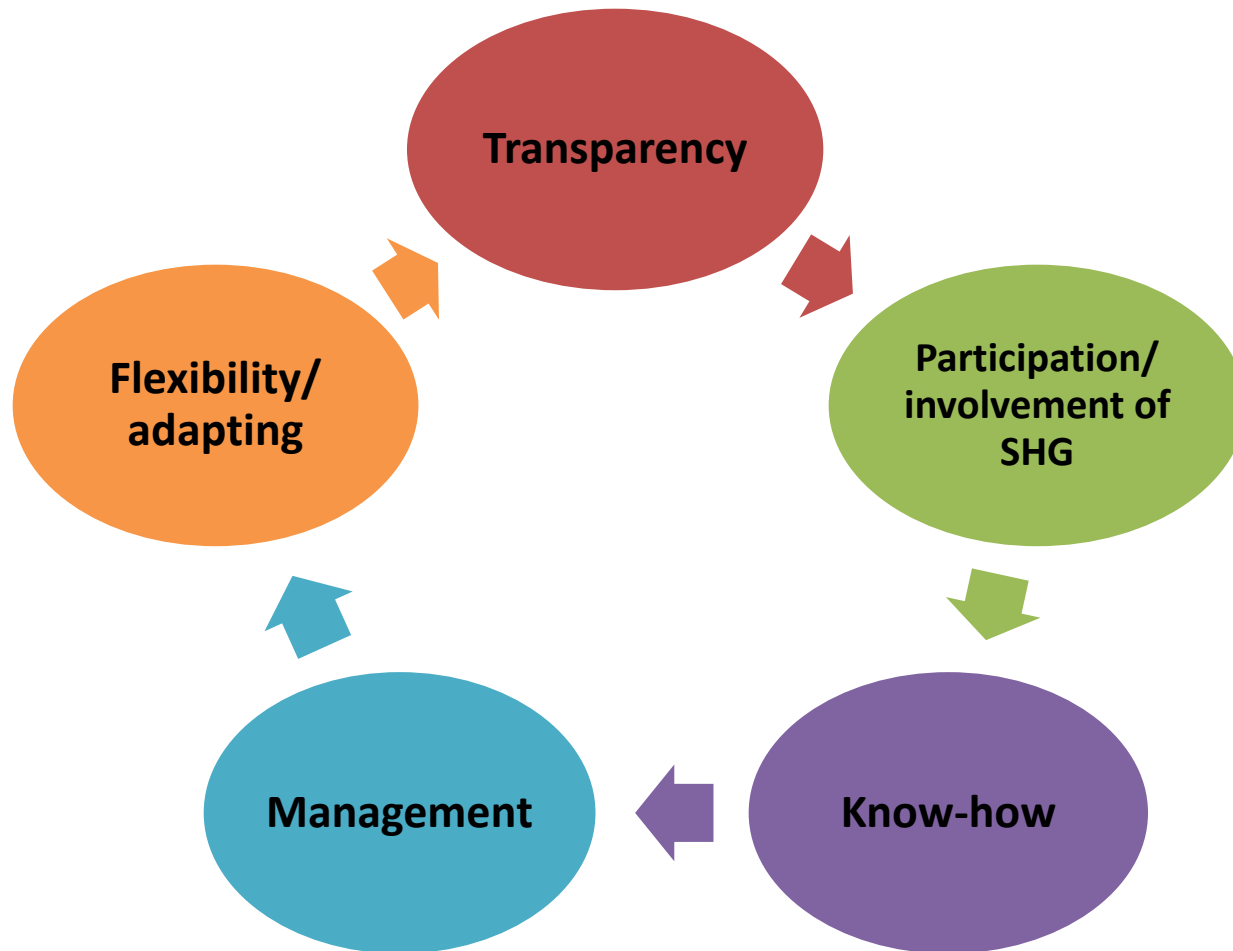 Transparency
Participation/
involvement of
SHG
Know-how
Management
Flexibility/
adapting